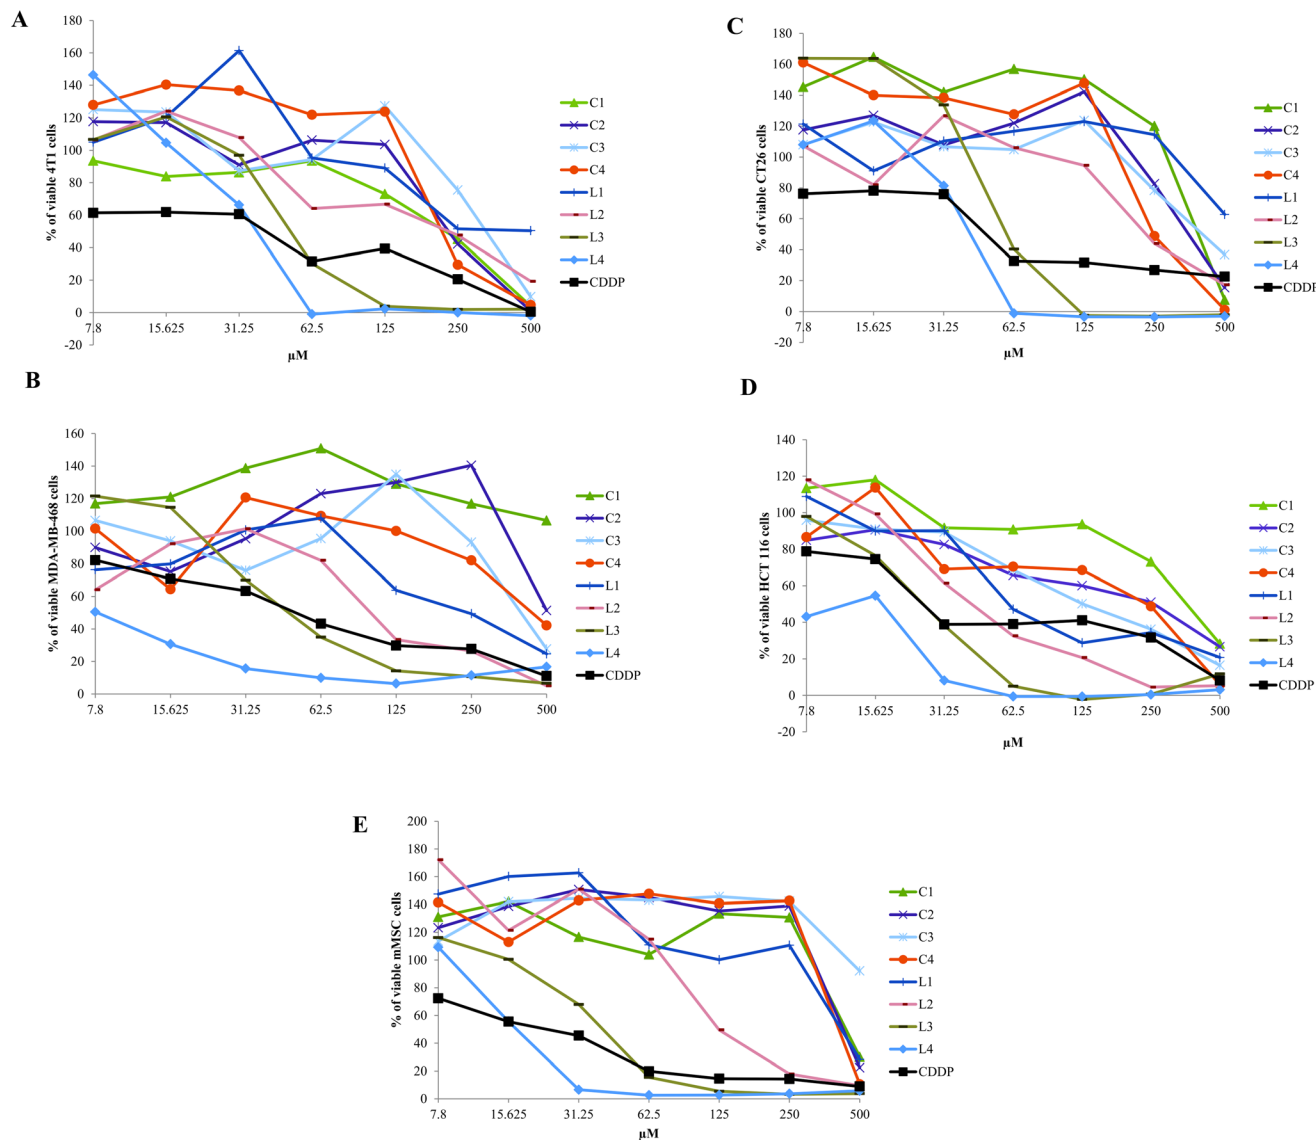 A
% of viable 4T1 cells
180
160
140
120
100
80
60
40
20
0
-20
7.8 15.625 31.25 62.5 125 250 500
µM
C1
C2
C3
C4
L1
L2
L3
L4
CDDP
C
% of viable CT26 cells
180
160
140
120
100
80
60
40
20
0
-20
7.8 15.625 31.25 62.5 125 250 500
µM
C1
C2
C3
C4
L1
L2
L3
L4
CDDP
B
% of viable MDA-MB-468 cells
160
140
120
100
80
60
40
20
0
7.8 15.625 31.25 62.5 125 250 500
µM
C1
C2
C3
C4
L1
L2
L3
L4
CDDP
D
% of viable HCT 116 cells
140
120
100
80
60
40
20
0
-20
7.8 15.625 31.25 62.5 125 250 500
µM
C1
C2
C3
C4
L1
L2
L3
L4
CDDP
E
% of viable mMSC cells
200
180
160
140
120
100
80
60
40
20
0
7.8 15.625 31.25 62.5 125 250 500
µM
C1
C2
C3
C4
L1
L2
L3
L4
CDDP